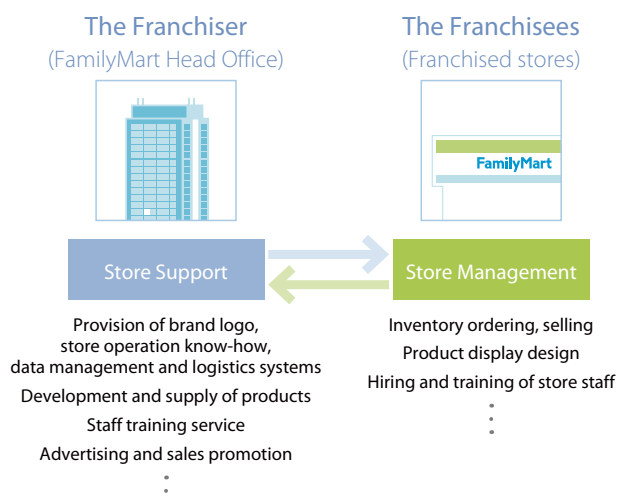 The Franchiser
(FamilyMart Head Office)
The Franchisees
(Franchised stores)
FamilyMart
Store Support
Store Management
Provision of brand logo,
store operation know-how,
data management and logistics systems
Development and supply of products
Staff training service
Advertising and sales promotion
Inventory ordering, selling
Product display design
Hiring and training of store staff